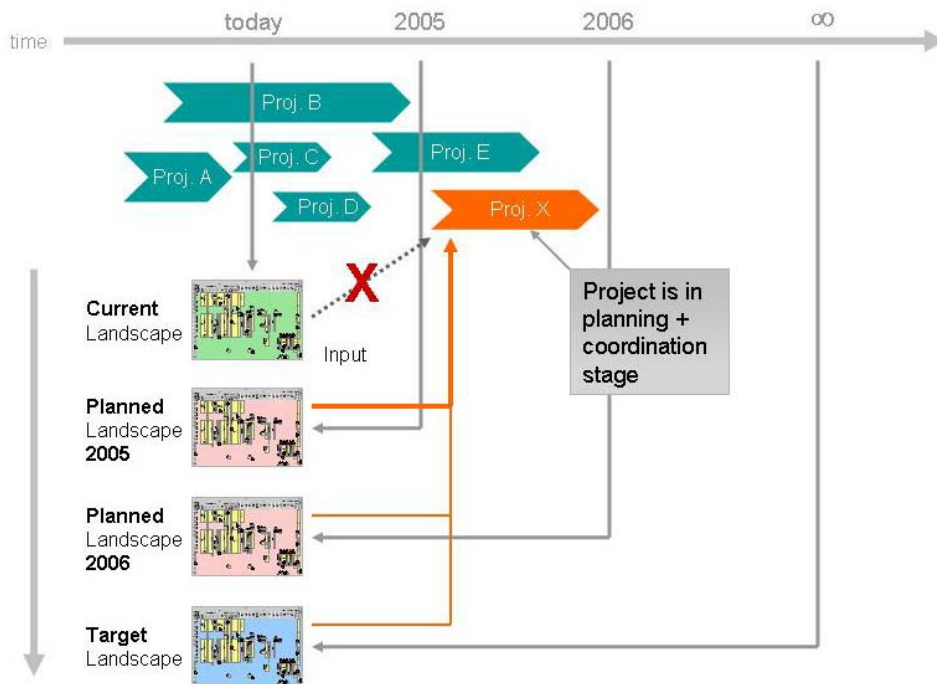 today
2005
2006
∞
time
Proj. B
Proj. C
Proj. E
Proj. A
Proj. D
Proj. X
X
Current
Landscape
Input
Project is in
planning +
coordination
stage
Planned
Landscape
2005
Planned
Landscape
2006
Target
Landscape